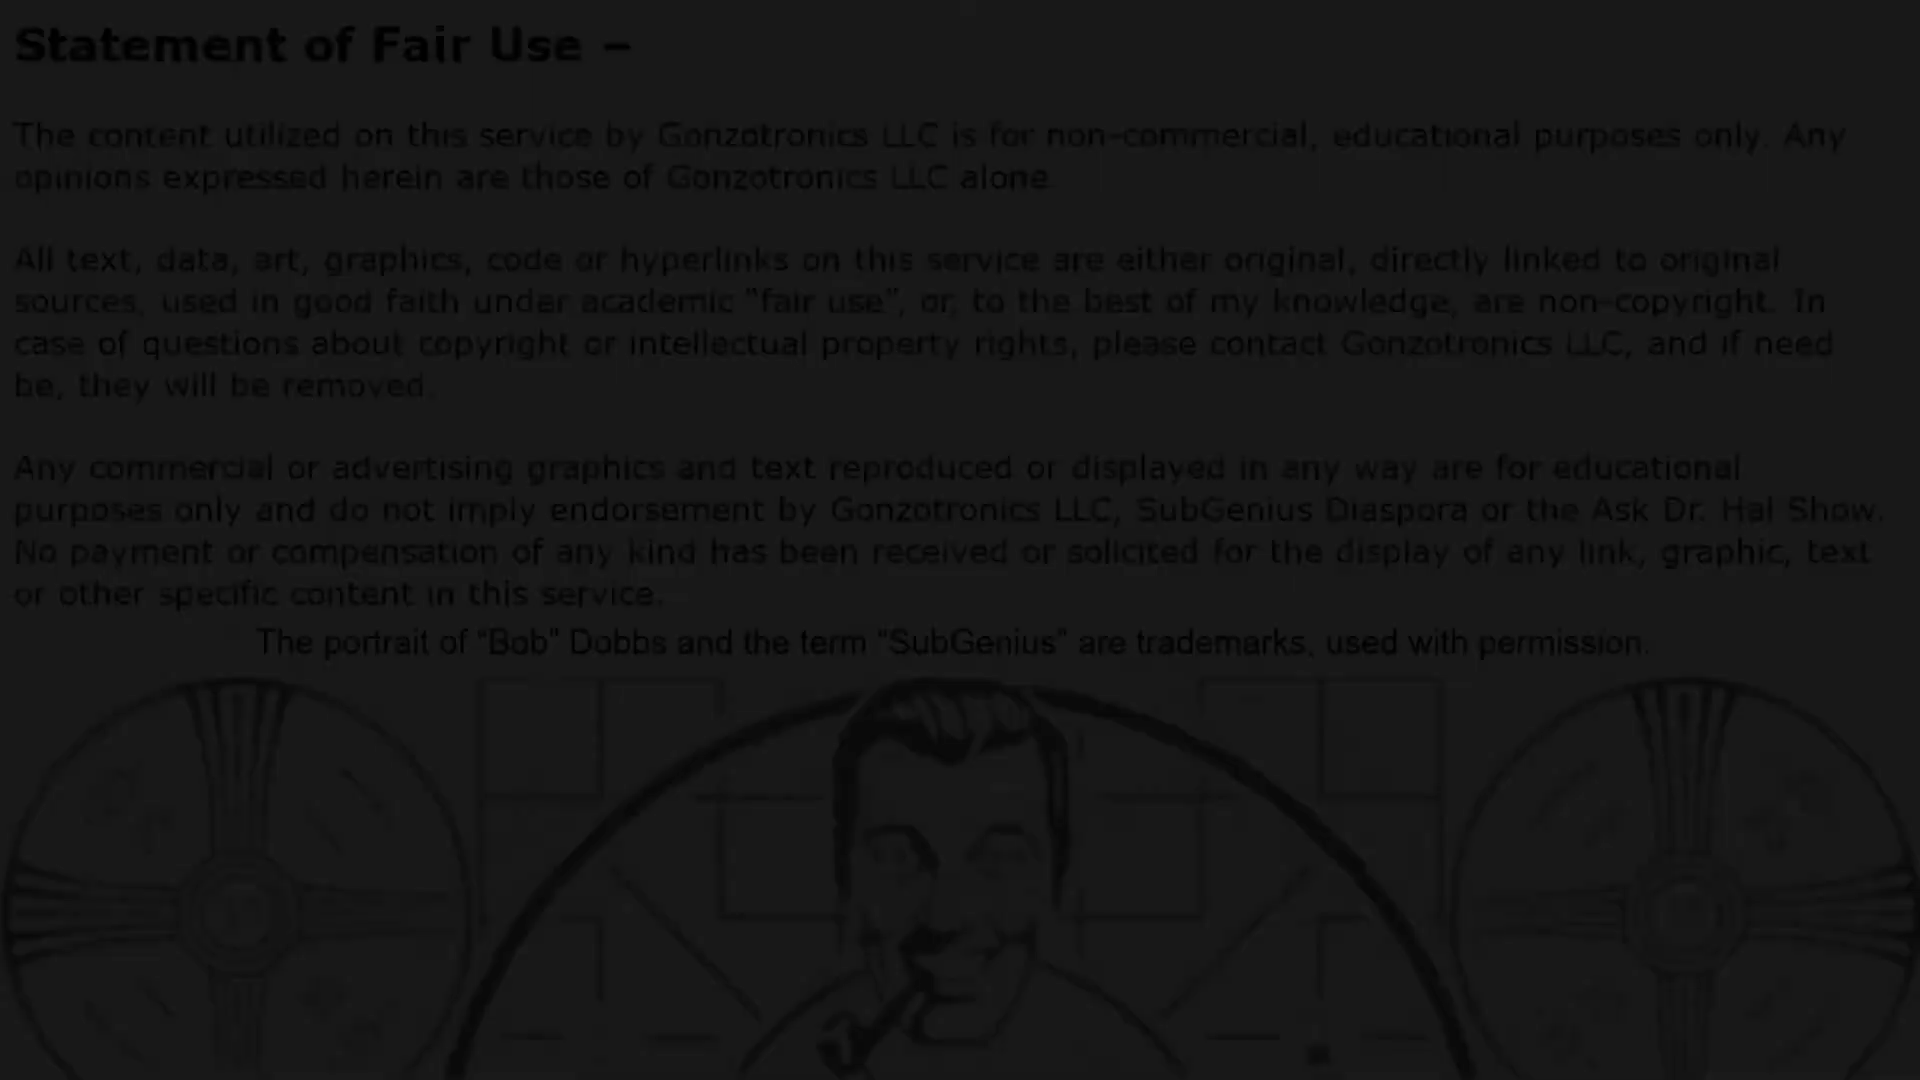 Statement of Fair Use –
The content utilized on this service by Gonzotronics LLC is for non-commercial, educational purposes only. Any
opinions expressed herein are those of Gonzotronics LLC alone.
All text, data, art, graphics, code or hyperlinks on this service are either original, directly linked to original
sources, used in good faith under academic “fair use”, or, to the best of my knowledge, are non-copyright. In
case of questions about copyright or intellectual property rights, please contact Gonzotronics LLC, and if need
be, they will be removed.
Any commercial or advertising graphics and text reproduced or displayed in any way are for educational
purposes only and do not imply endorsement by Gonzotronics LLC, SubGenius Diaspora or the Ask Dr. Hal Show.
No payment or compensation of any kind has been received or solicited for the display of any link, graphic, text
or other specific content in this service.
The portrait of “Bob” Dobbs and the term “SubGenius” are trademarks, used with permission.